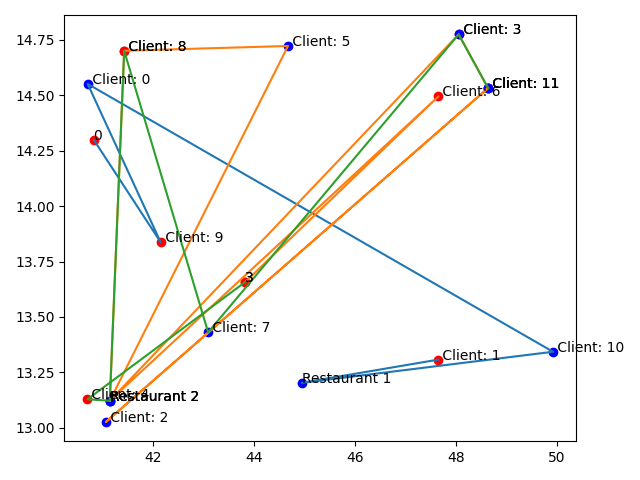 14.75
14.50
14.25
14.00
13.75
13.50
13.25
13.00
Client: 3
Client: 8
Client: 5
Client: 0
Client: 11
Client: 6
0
Client: 9
3
Client: 7
Client: 10
Client: 1
Restaurant 1
Client: 4
Restaurant 2
Client: 2
42
44
46
48
50